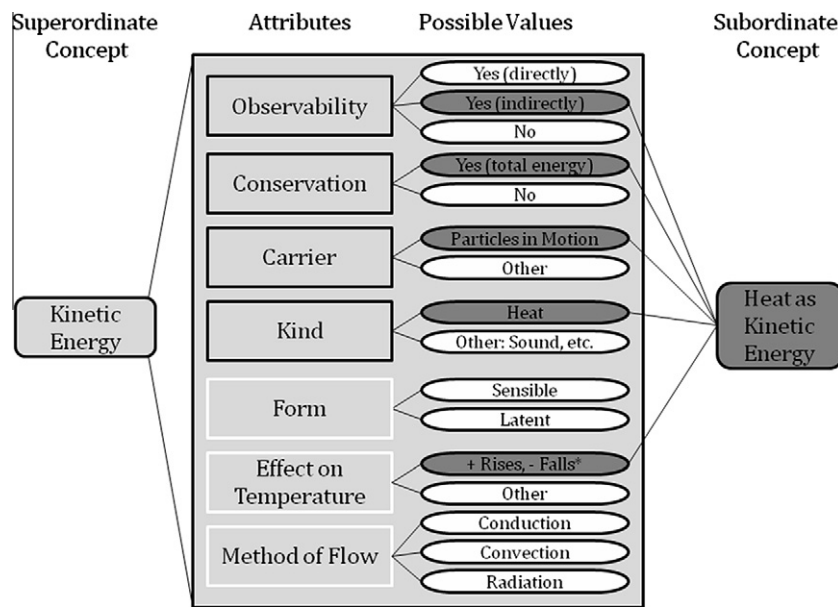 Superordinate Concept
Attributes
Possible Values
Subordinate Concept
Kinetic
Energy
Observability
Yes (directly)
Yes (indirectly)
No
Conservation
Yes (total energy)
No
Carrier
Particles in Motion
Other
Kind
Heat
Other: Sound, etc.
Form
Sensible
Latent
Effect on
Temperature
+ Rises, - Falls*
Other
Method of Flow
Conduction
Convection
Radiation
Heat as
Kinetic
Energy